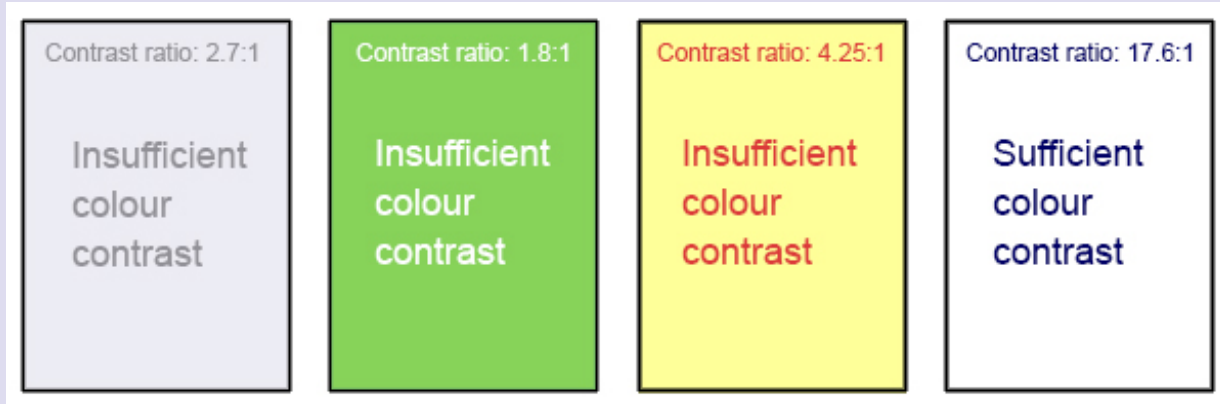 Contrast ratio: 2.7:1
Insufficient
colour
contrast
Contrast ratio: 1.8:1
Insufficient
colour
contrast
Contrast ratio: 4.25:1
Insufficient
colour
contrast
Contrast ratio: 17.6:1
Sufficient
colour
contrast